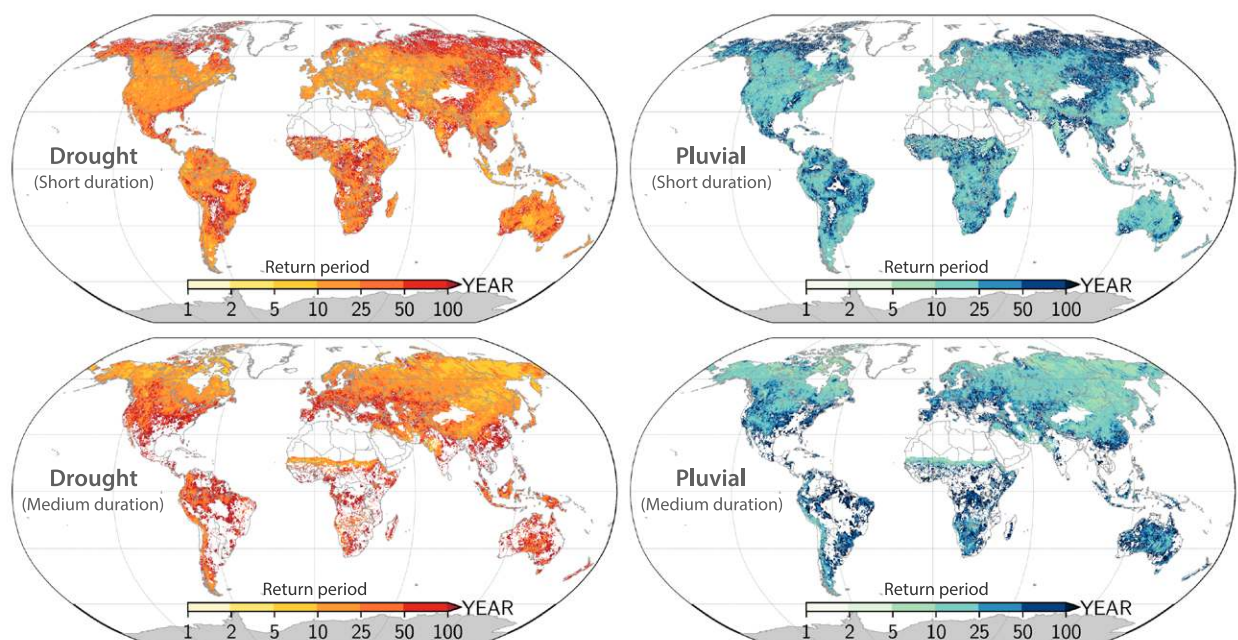 Drought
(Short duration)
Return period
YEAR
1 2 5 10 25 50 100
Pluvial
(Short duration)
Return period
YEAR
1 2 5 10 25 50 100
Drought
(Medium duration)
Return period
YEAR
1 2 5 10 25 50 100
Pluvial
(Medium duration)
Return period
YEAR
1 2 5 10 25 50 100